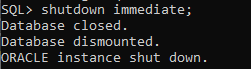 SQL> shutdown immediate;
Database closed.
Database dismounted.
ORACLE instance shut down.